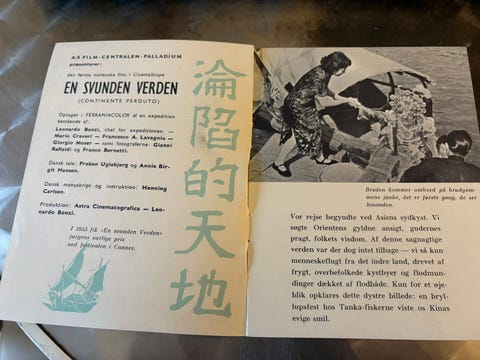 A/S FILM-CENTRALEN-PALLADIUM
præsenterer:
den første italienske film i CinemaScope
EN SVUNDEN VERDEN
(CONTINENTE PERDUTO)
Optaget i FERRANIACOLOR af en expedition
bestående af:
Leonardo Bonzi, chef for expeditionen. —
Mario Craveri — Francesco A. Lavagnio —
Giorgio Moser — samt fotograferne: Gianni
Raffaldi og Franco Bernetti.
Dansk tale: Preben Uglebjerg og Annie Bir-
git Hansen.
Dansk manuskript og instruktion: Henning
Carlsen.
Produktion: Astra Cinematografica — Leo-
nardo Bonzi.
I 1955 fik »En svunden Verden«
juryens særlige pris
ved festivalen i Cannes.
淪陷的天地
Bruden kommer ombord på brudgom-
mens junke, det er første gang, de ser
hinanden.
Vor rejse begyndte ved Asiens sydkyst. Vi
søgte Orientens gyldne ansigt, gudernes
pragt, folkets visdom. Af denne sagnagtige
verden var der dog intet tilbage — vi så kun
menneskeflugt fra det indre land, drevet af
frygt, overbefolkede kystbyer og flodmun-
dinger dækket af flodbåde. Kun for et øje-
blik opklares dette dystre billede: en bryl-
lupsfest hos Tanka-fiskerne viste os Kinas
evige smil.